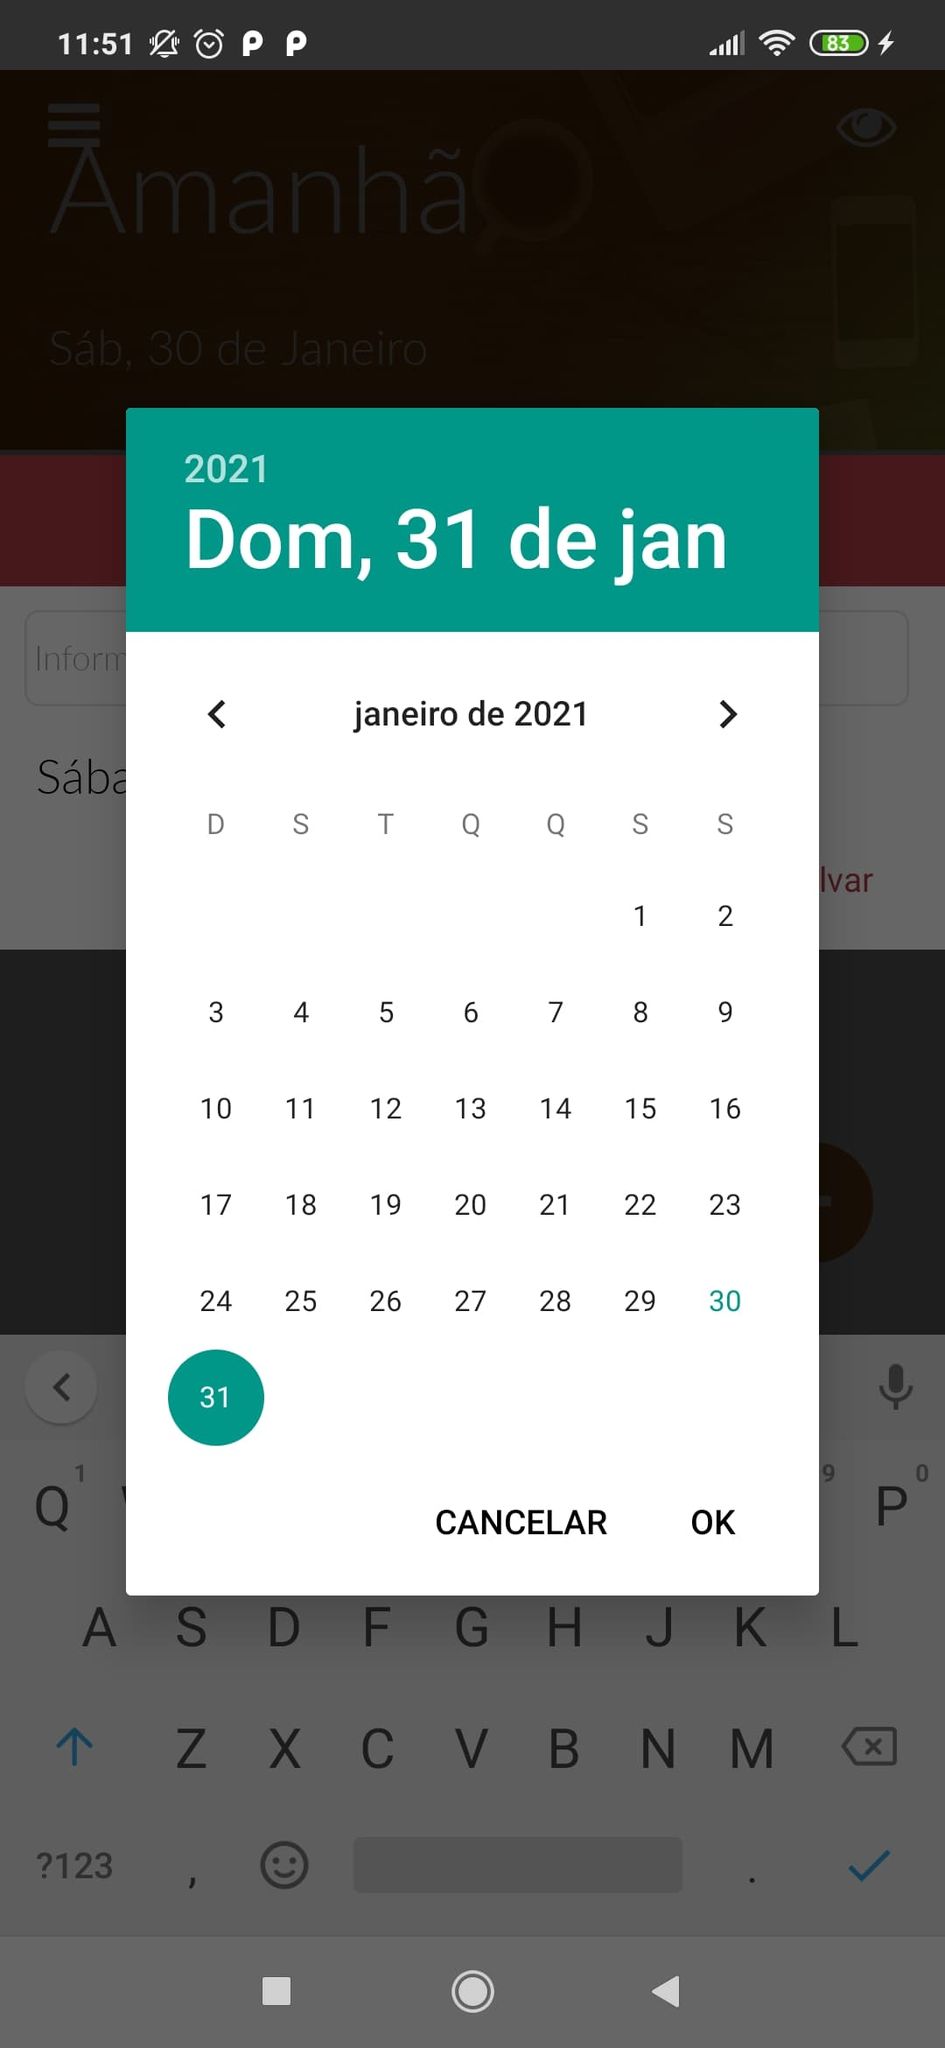 11:51
83
Amanhã
Sáb, 30 de Janeiro
2021
Dom, 31 de jan
Inform
janeiro de 2021
Sába
D S T Q Q S S
lvar
1 2
3 4 5 6 7 8 9
10 11 12 13 14 15 16
17 18 19 20 21 22 23
24 25 26 27 28 29 30
31
1 9 0
Q P
CANCELAR OK
A S D F G H J K L
Z X C V B N M
?123 , .